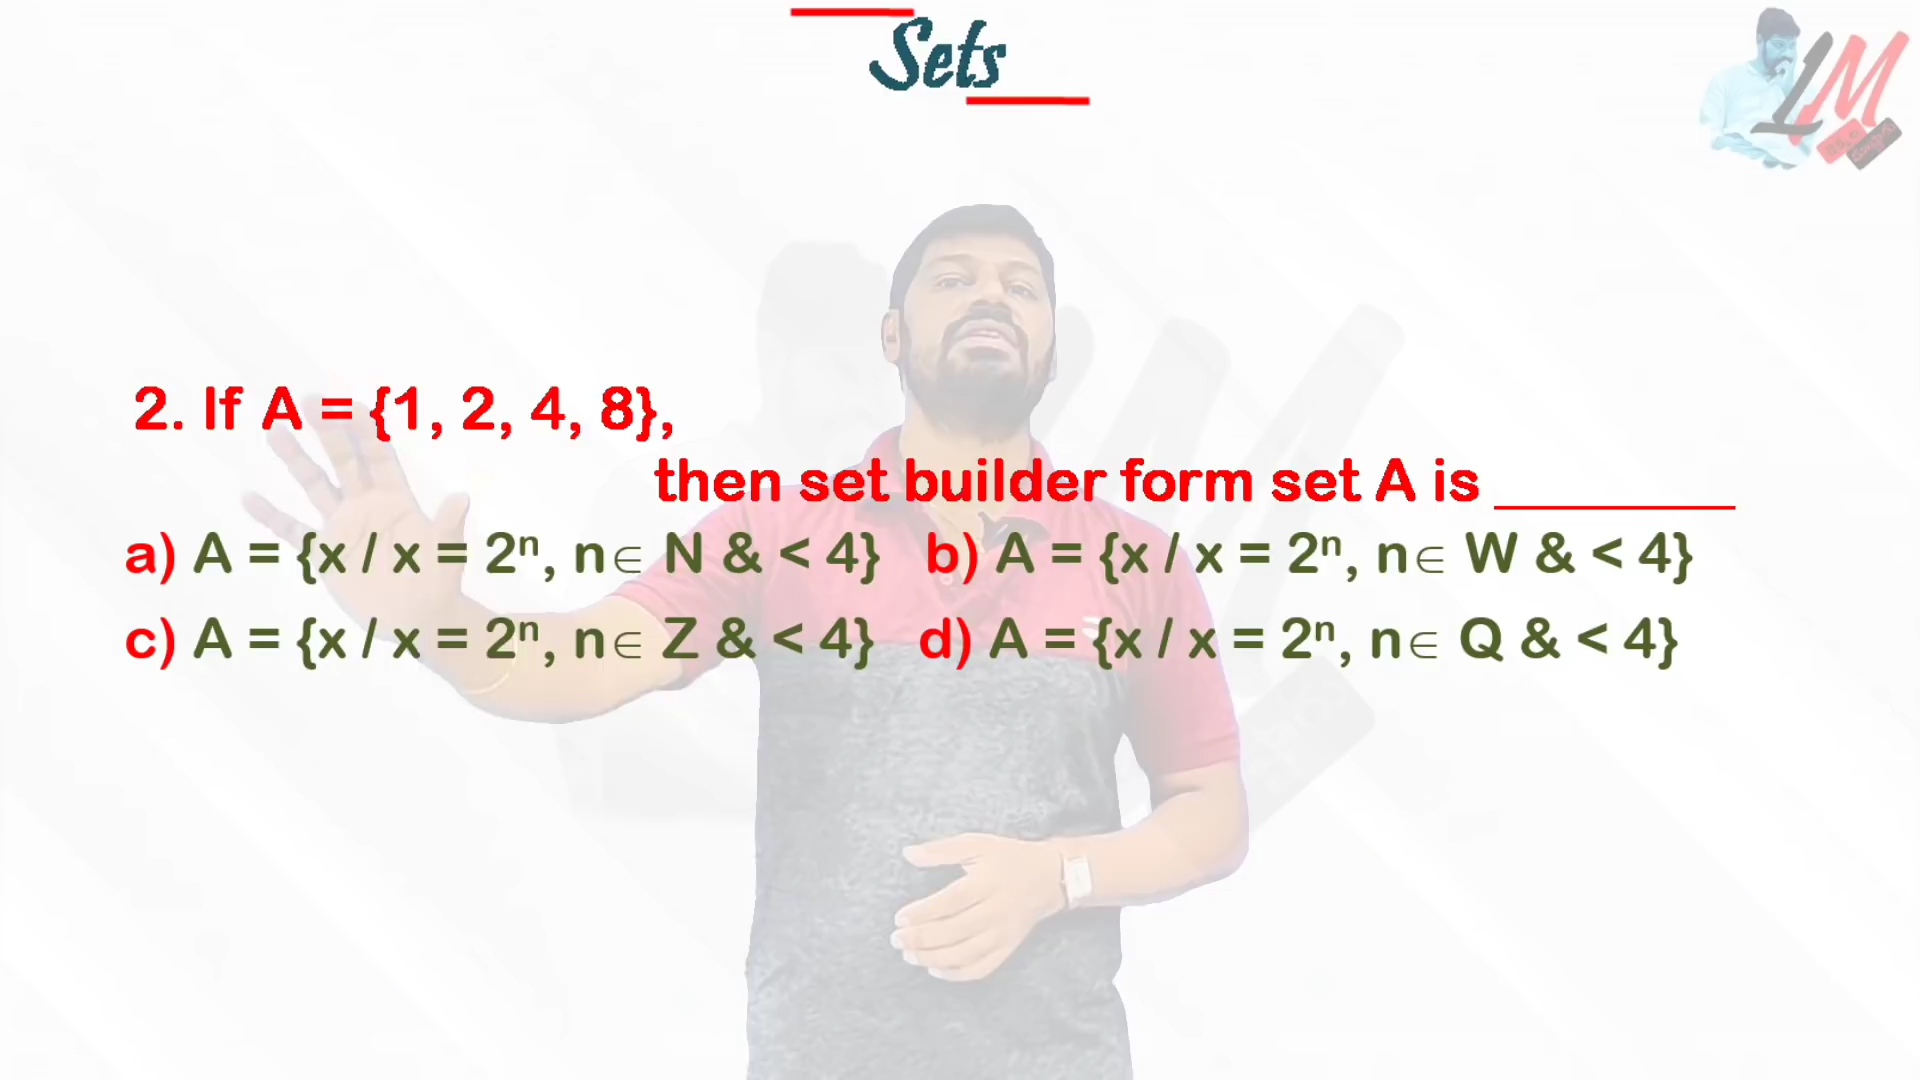 Sets
LM
2. If A = {1, 2, 4, 8},
then set builder form set A is ________
a) A = {x / x = 2ⁿ, n∈ N & < 4} b) A = {x / x = 2ⁿ, n∈ W & < 4}
c) A = {x / x = 2ⁿ, n∈ Z & < 4} d) A = {x / x = 2ⁿ, n∈ Q & < 4}